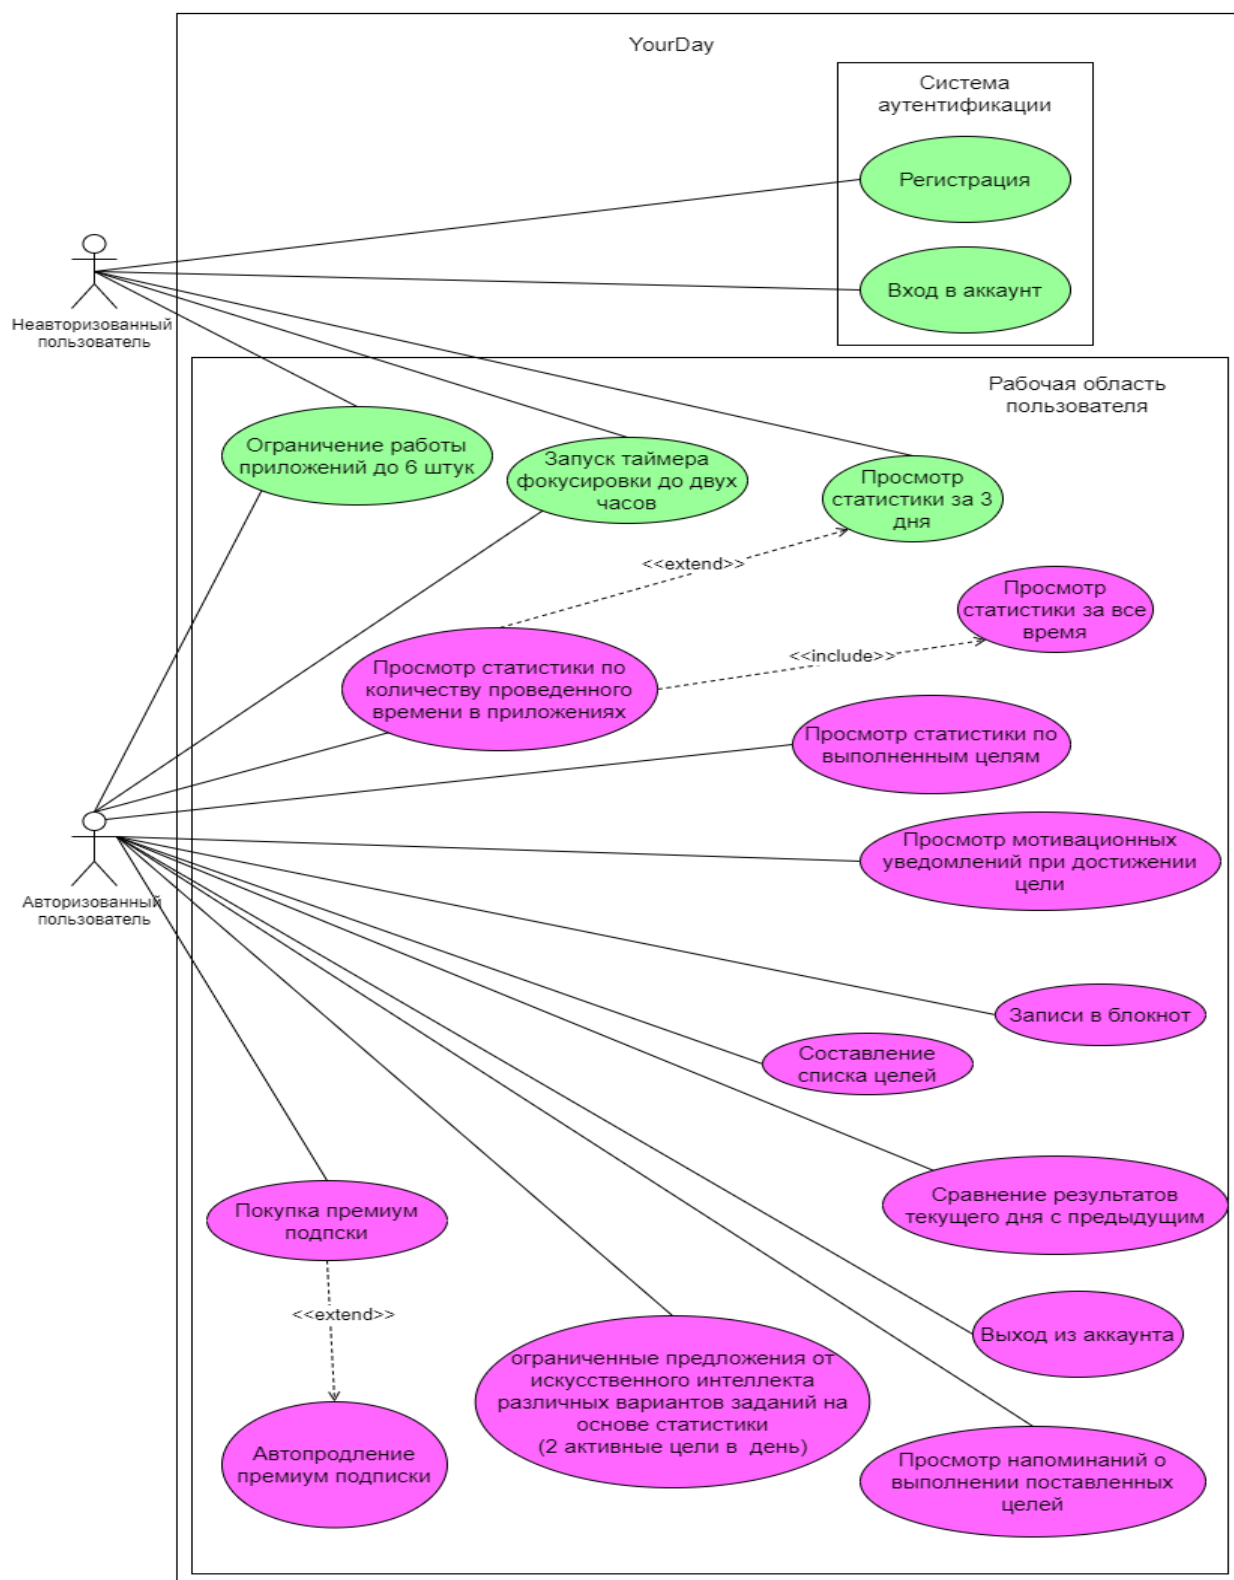 YourDay
Система
аутентификации
Регистрация
Вход в аккаунт
Неавторизованный
пользователь
Рабочая область
пользователя
Ограничение работы
приложений до 6 штук
Запуск таймера
фокусировки до двух
часов
Просмотр
статистики за 3
дня
<<extend>>
Просмотр
статистики за все
время
<<include>>
Просмотр статистики по
количеству проведенного
времени в приложениях
Просмотр статистики по
выполненным целям
Просмотр мотивационных
уведомлений при достижении
цели
Авторизованный
пользователь
Записи в блокнот
Составление
списка целей
Сравнение результатов
текущего дня с предыдущим
Покупка премиум
подпски
<<extend>>
Выход из аккаунта
ограниченные предложения от
искусственного интеллекта
различных вариантов заданий на
основе статистики
(2 активные цели в день)
Автопродление
премиум подписки
Просмотр напоминаний о
выполнении поставленных
целей